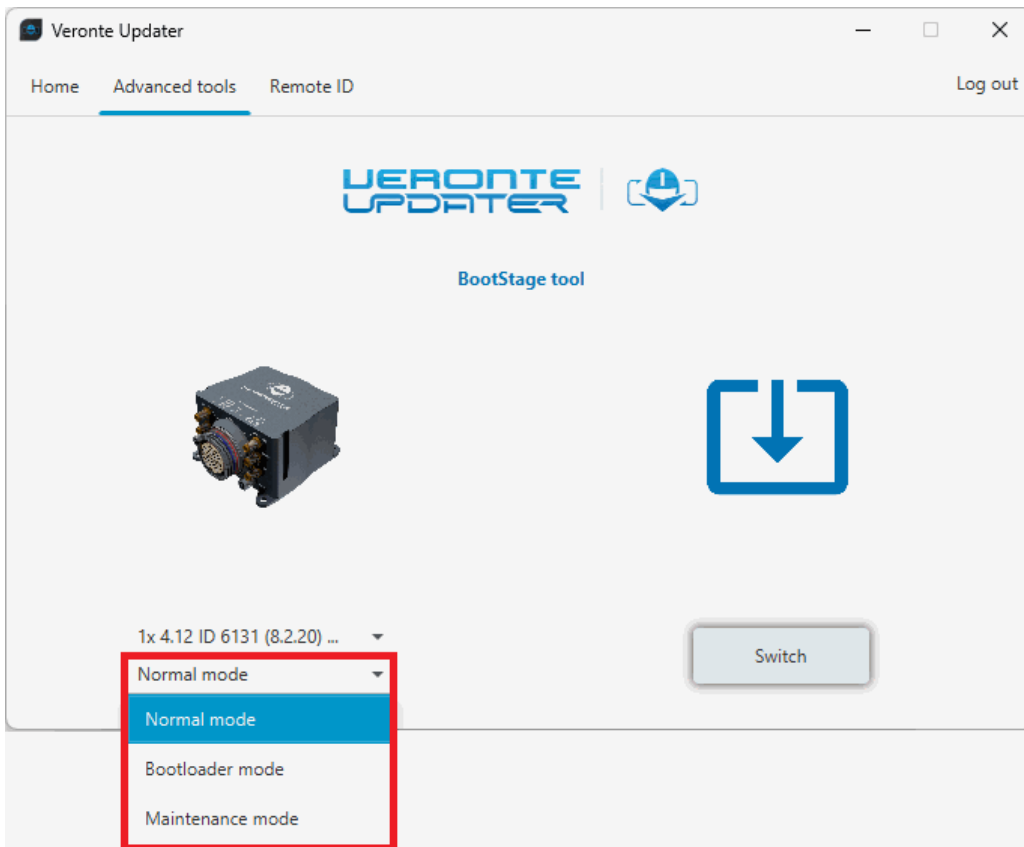 Veronte Updater
Home Advanced tools Remote ID Log out
VERONTE
UPDATER
BootStage tool
1x 4.12 ID 6131 (8.2.20) ...
Normal mode
Switch
Normal mode
Bootloader mode
Maintenance mode